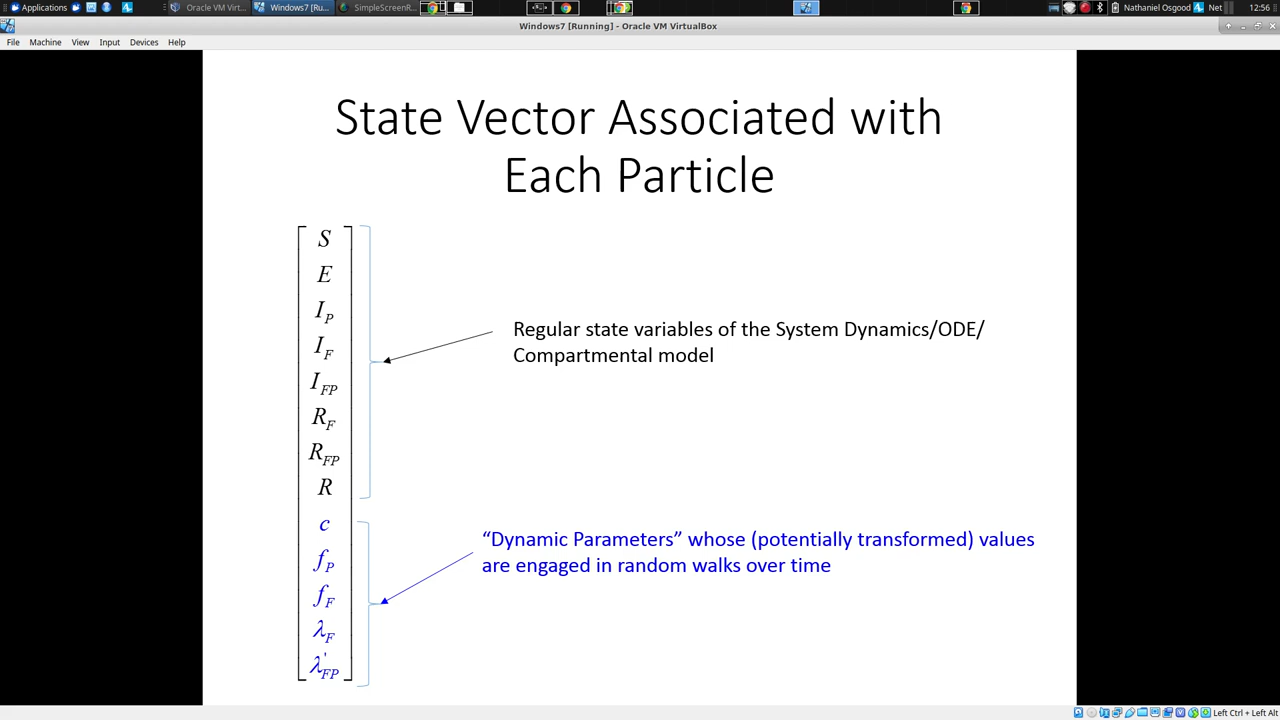 Applications
Oracle VM Virt...
Windows7 [Ru...
SimpleScreenR...
Nathaniel Osgood
Net
12:56
Windows7 [Running] - Oracle VM VirtualBox
File Machine View Input Devices Help
State Vector Associated with
Each Particle
S
E
I_P
I_F
I_FP
R_F
R_FP
R
Regular state variables of the System Dynamics/ODE/
Compartmental model
c
f_P
f_F
λ_F
λ'_FP
“Dynamic Parameters” whose (potentially transformed) values
are engaged in random walks over time
Left Ctrl + Left Alt